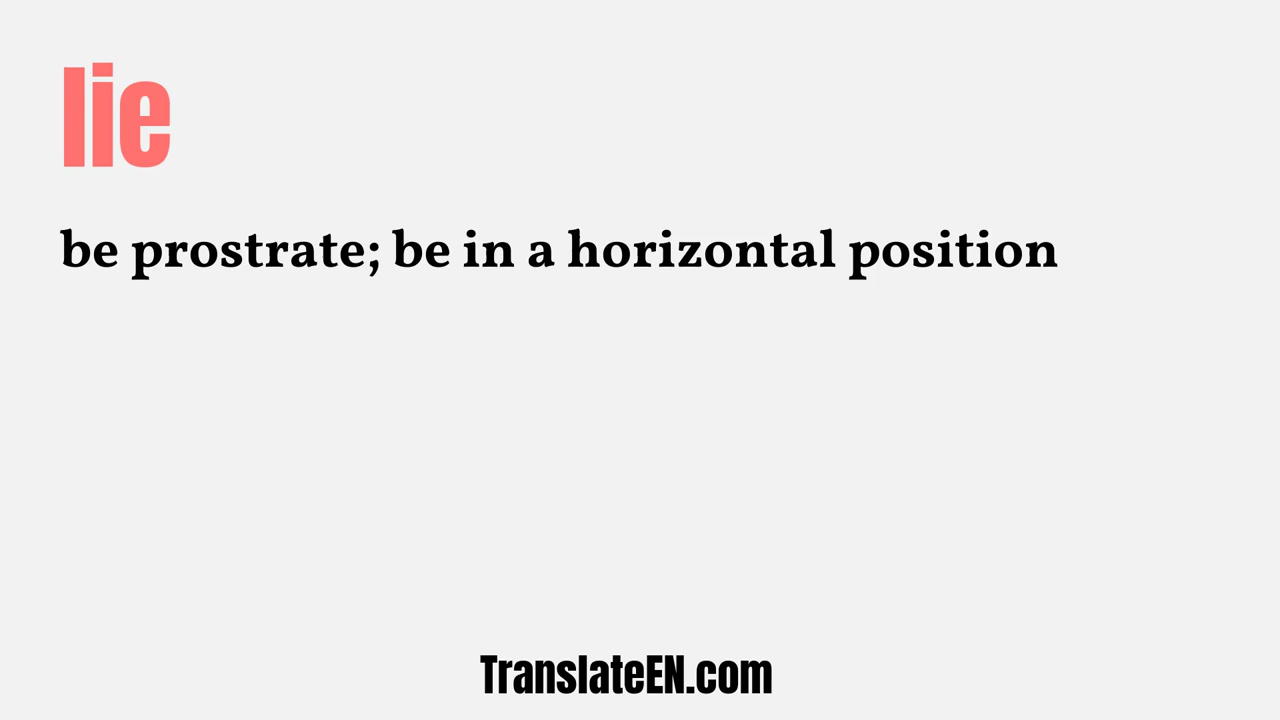 lie
be prostrate; be in a horizontal position
TranslateEN.com